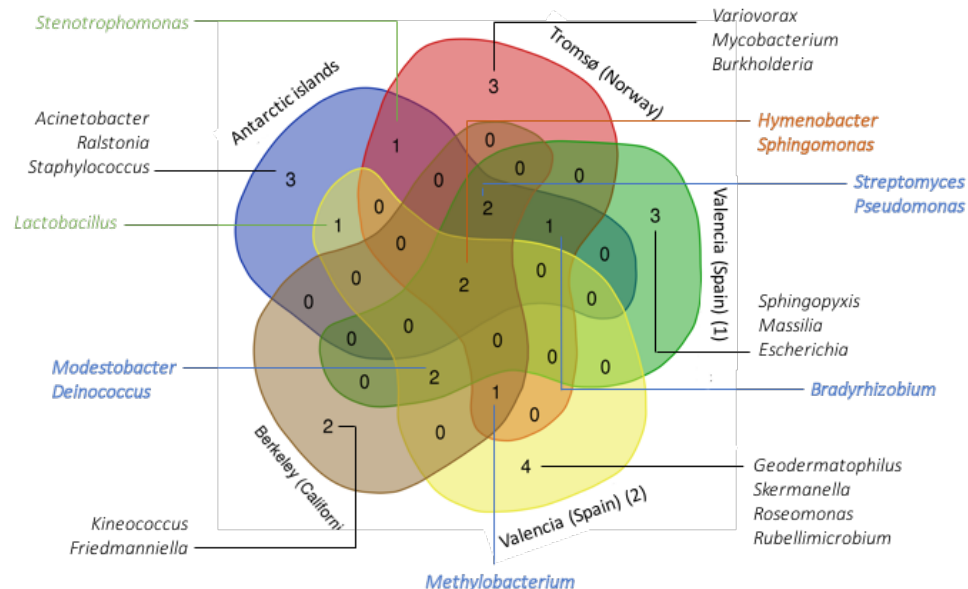 Stenotrophomonas
Variovorax
Mycobacterium
Burkholderia
Tromsø (Norway)
Antarctic islands
Acinetobacter
Ralstonia
Staphylococcus
Hymenobacter
Sphingomonas
Streptomyces
Pseudomonas
Lactobacillus
Valencia (Spain) (1)
Sphingopyxis
Massilia
Escherichia
Modestobacter
Deinococcus
Bradyrhizobium
Berkeley (Californi
Kineococcus
Friedmanniella
Valencia (Spain) (2)
Geodermatophilus
Skermanella
Roseomonas
Rubellimicrobium
Methylobacterium
3
1
0
3
0
0
0
2
3
1
0
1
0
0
0
0
0
2
0
0
0
0
0
0
0
0
2
1
0
2
0
4